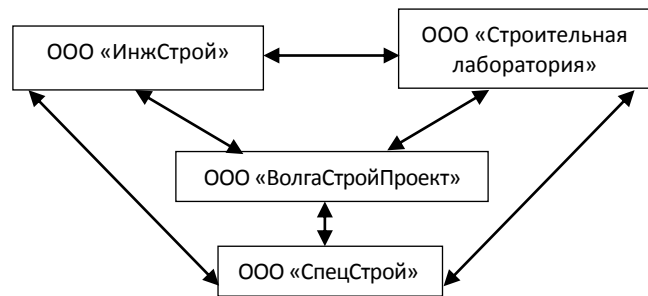 ООО «ИнжСтрой»
ООО «Строительная
лаборатория»
ООО «ВолгаСтройПроект»
ООО «СпецСтрой»